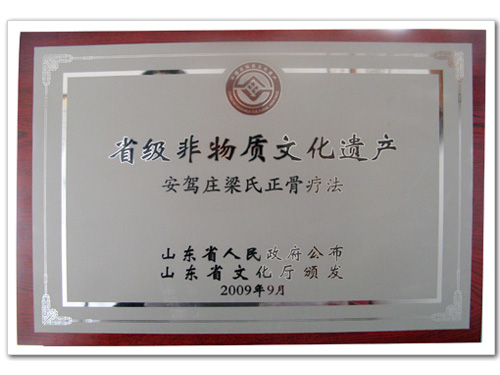 省级非物质文化遗产
安驾庄梁氏正骨疗法
山东省人民政府公布
山东省文化厅颁发
2009年9月